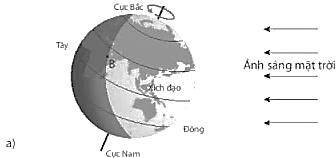 Cực Bắc
Tây
B
Ánh sáng mặt trời
Xích đạo
Đông
a)
Cực Nam